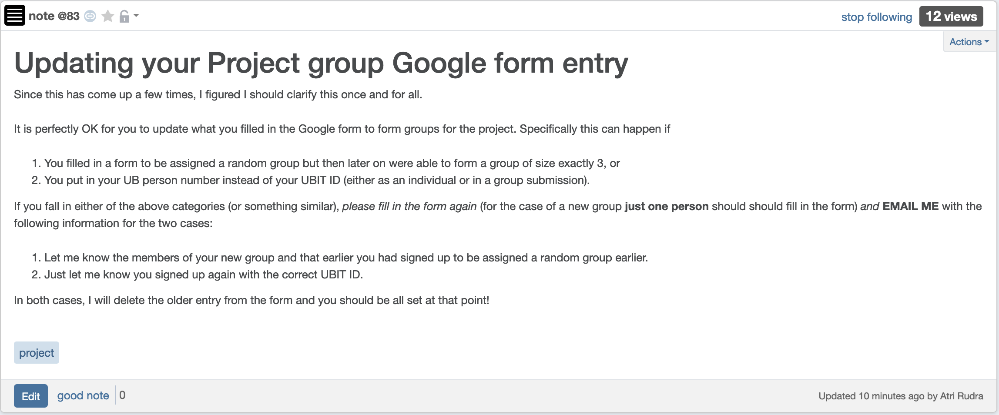 note @83
stop following
12 views
Actions
Updating your Project group Google form entry
Since this has come up a few times, I figured I should clarify this once and for all.
It is perfectly OK for you to update what you filled in the Google form to form groups for the project. Specifically this can happen if
1. You filled in a form to be assigned a random group but then later on were able to form a group of size exactly 3, or
2. You put in your UB person number instead of your UBIT ID (either as an individual or in a group submission).
If you fall in either of the above categories (or something similar), please fill in the form again (for the case of a new group just one person should should fill in the form) and EMAIL ME with the
following information for the two cases:
1. Let me know the members of your new group and that earlier you had signed up to be assigned a random group earlier.
2. Just let me know you signed up again with the correct UBIT ID.
In both cases, I will delete the older entry from the form and you should be all set at that point!
project
Edit
good note
0
Updated 10 minutes ago by Atri Rudra